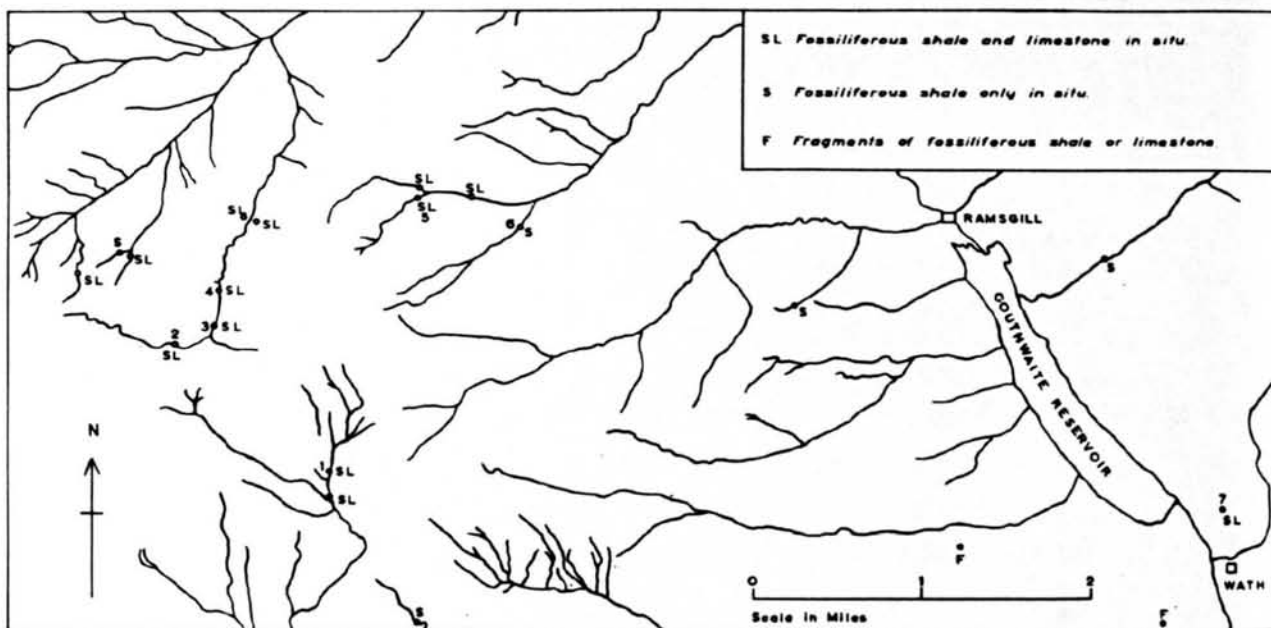 SL Fossiliferous shale and limestone in situ.
S Fossiliferous shale only in situ.
F Fragments of fossiliferous shale or limestone.
SL
SL
SL
5
SL
8
SL
6
S
RAMSGILL
S
SL
SL
S
4
SL
S
3
SL
2
SL
GOUTHWAITE RESERVOIR
N
1
SL
SL
7
SL
F
WATH
0
1
2
Scale in Miles
S
F